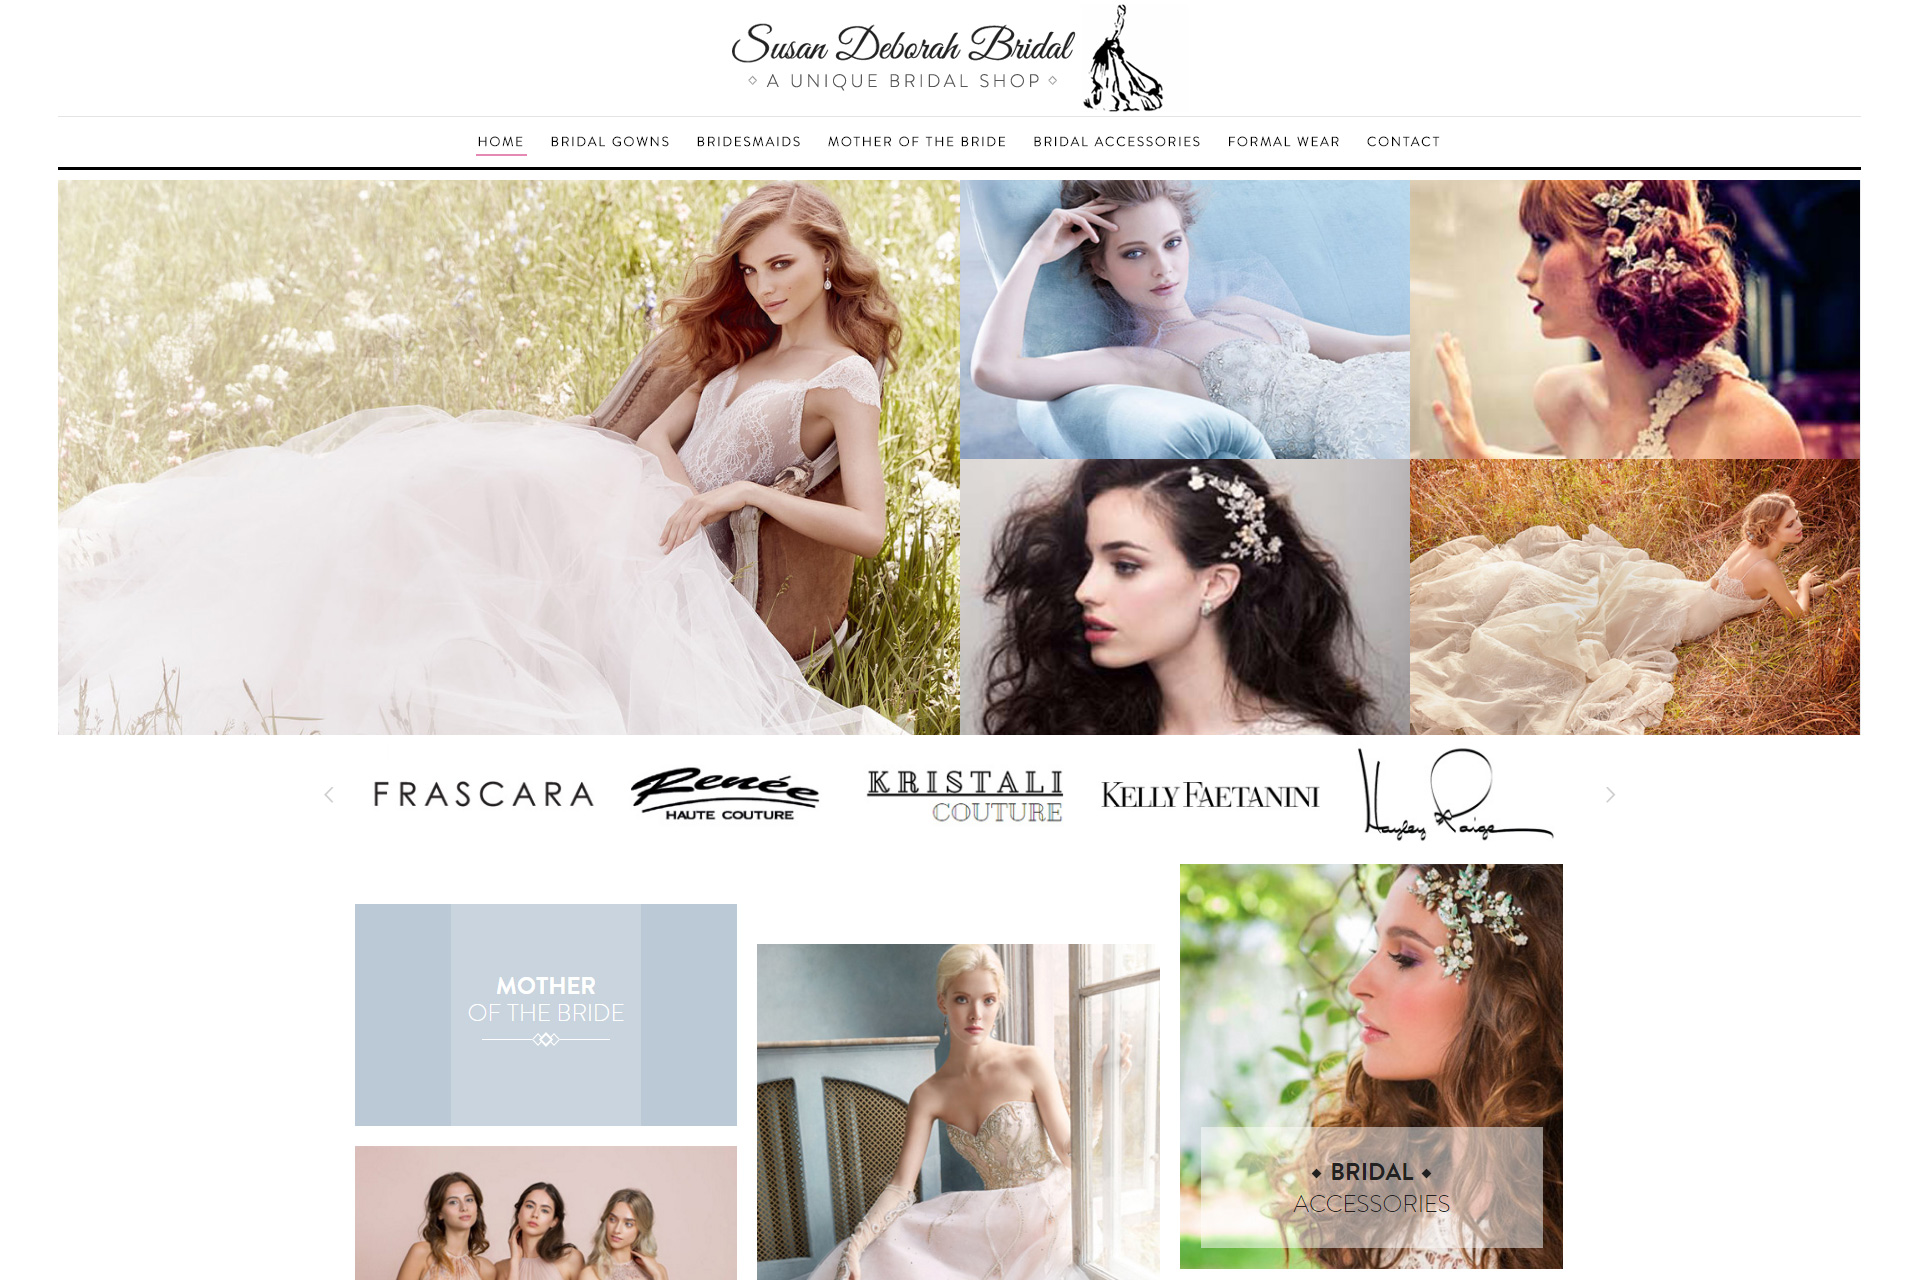 Susan Deborah Bridal
A UNIQUE BRIDAL SHOP
HOME BRIDAL GOWNS BRIDESMAIDS MOTHER OF THE BRIDE BRIDAL ACCESSORIES FORMAL WEAR CONTACT
FRASCARA
Renée
HAUTE COUTURE
KRISTALI
COUTURE
KELLY FAETANINI
Hayley Paige
MOTHER
OF THE BRIDE
BRIDAL
ACCESSORIES